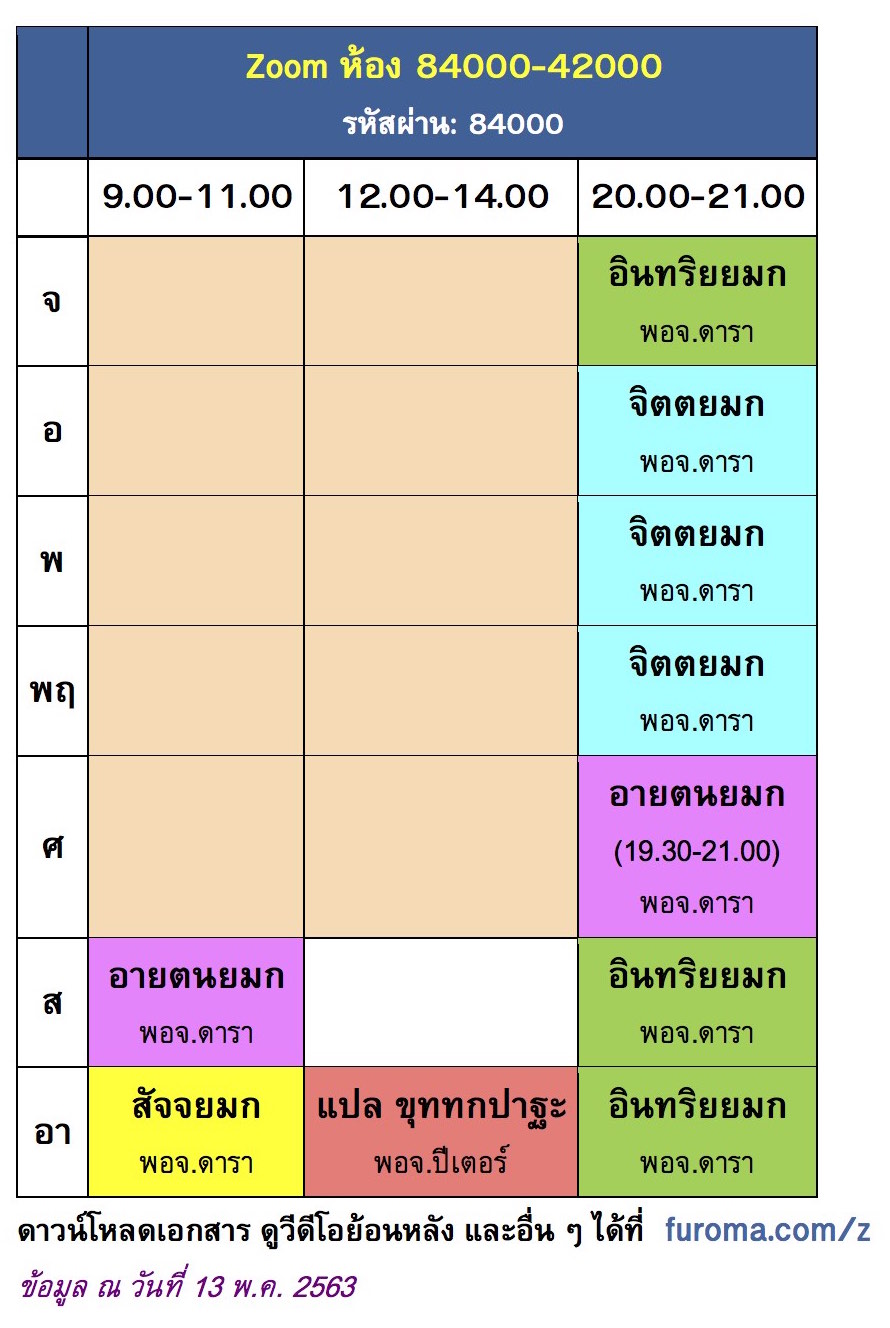 Zoom ห้อง 84000-42000
รหัสผ่าน: 84000
9.00-11.00 12.00-14.00 20.00-21.00
จ
อินทริยยมก
พอจ.ดารา
อ
จิตตยมก
พอจ.ดารา
พ
จิตตยมก
พอจ.ดารา
พฤ
จิตตยมก
พอจ.ดารา
ศ
อายตนยมก
(19.30-21.00)
พอจ.ดารา
ส
อายตนยมก
พอจ.ดารา
อินทริยยมก
พอจ.ดารา
อา
สัจจยมก
พอจ.ดารา
แปล ขุททกปาฐะ
พอจ.ปีเตอร์
อินทริยยมก
พอจ.ดารา
ดาวน์โหลดเอกสาร ดูวีดีโอย้อนหลัง และอื่น ๆ ได้ที่ furoma.com/z
ข้อมูล ณ วันที่ 13 พ.ค. 2563